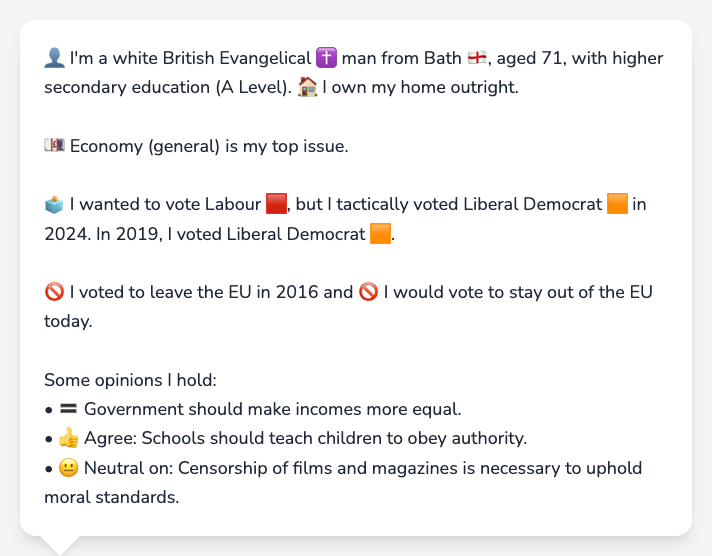 👤 I'm a white British Evangelical ✝️ man from Bath 🏴󠁧󠁢󠁥󠁮󠁧󠁿, aged 71, with higher
secondary education (A Level). 🏠 I own my home outright.
💷 Economy (general) is my top issue.
🗳️ I wanted to vote Labour 🟥, but I tactically voted Liberal Democrat 🟧 in
2024. In 2019, I voted Liberal Democrat 🟧.
🚫 I voted to leave the EU in 2016 and 🚫 I would vote to stay out of the EU
today.
Some opinions I hold:
• 🟰 Government should make incomes more equal.
• 👍 Agree: Schools should teach children to obey authority.
• 😐 Neutral on: Censorship of films and magazines is necessary to uphold
moral standards.